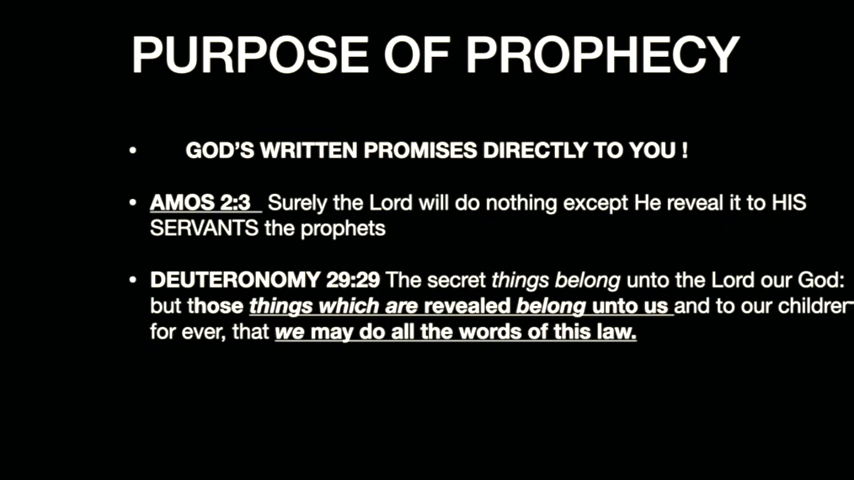 PURPOSE OF PROPHECY
• GOD'S WRITTEN PROMISES DIRECTLY TO YOU !
• AMOS 2:3 Surely the Lord will do nothing except He reveal it to HIS
SERVANTS the prophets
• DEUTERONOMY 29:29 The secret things belong unto the Lord our God:
but those things which are revealed belong unto us and to our children
for ever, that we may do all the words of this law.